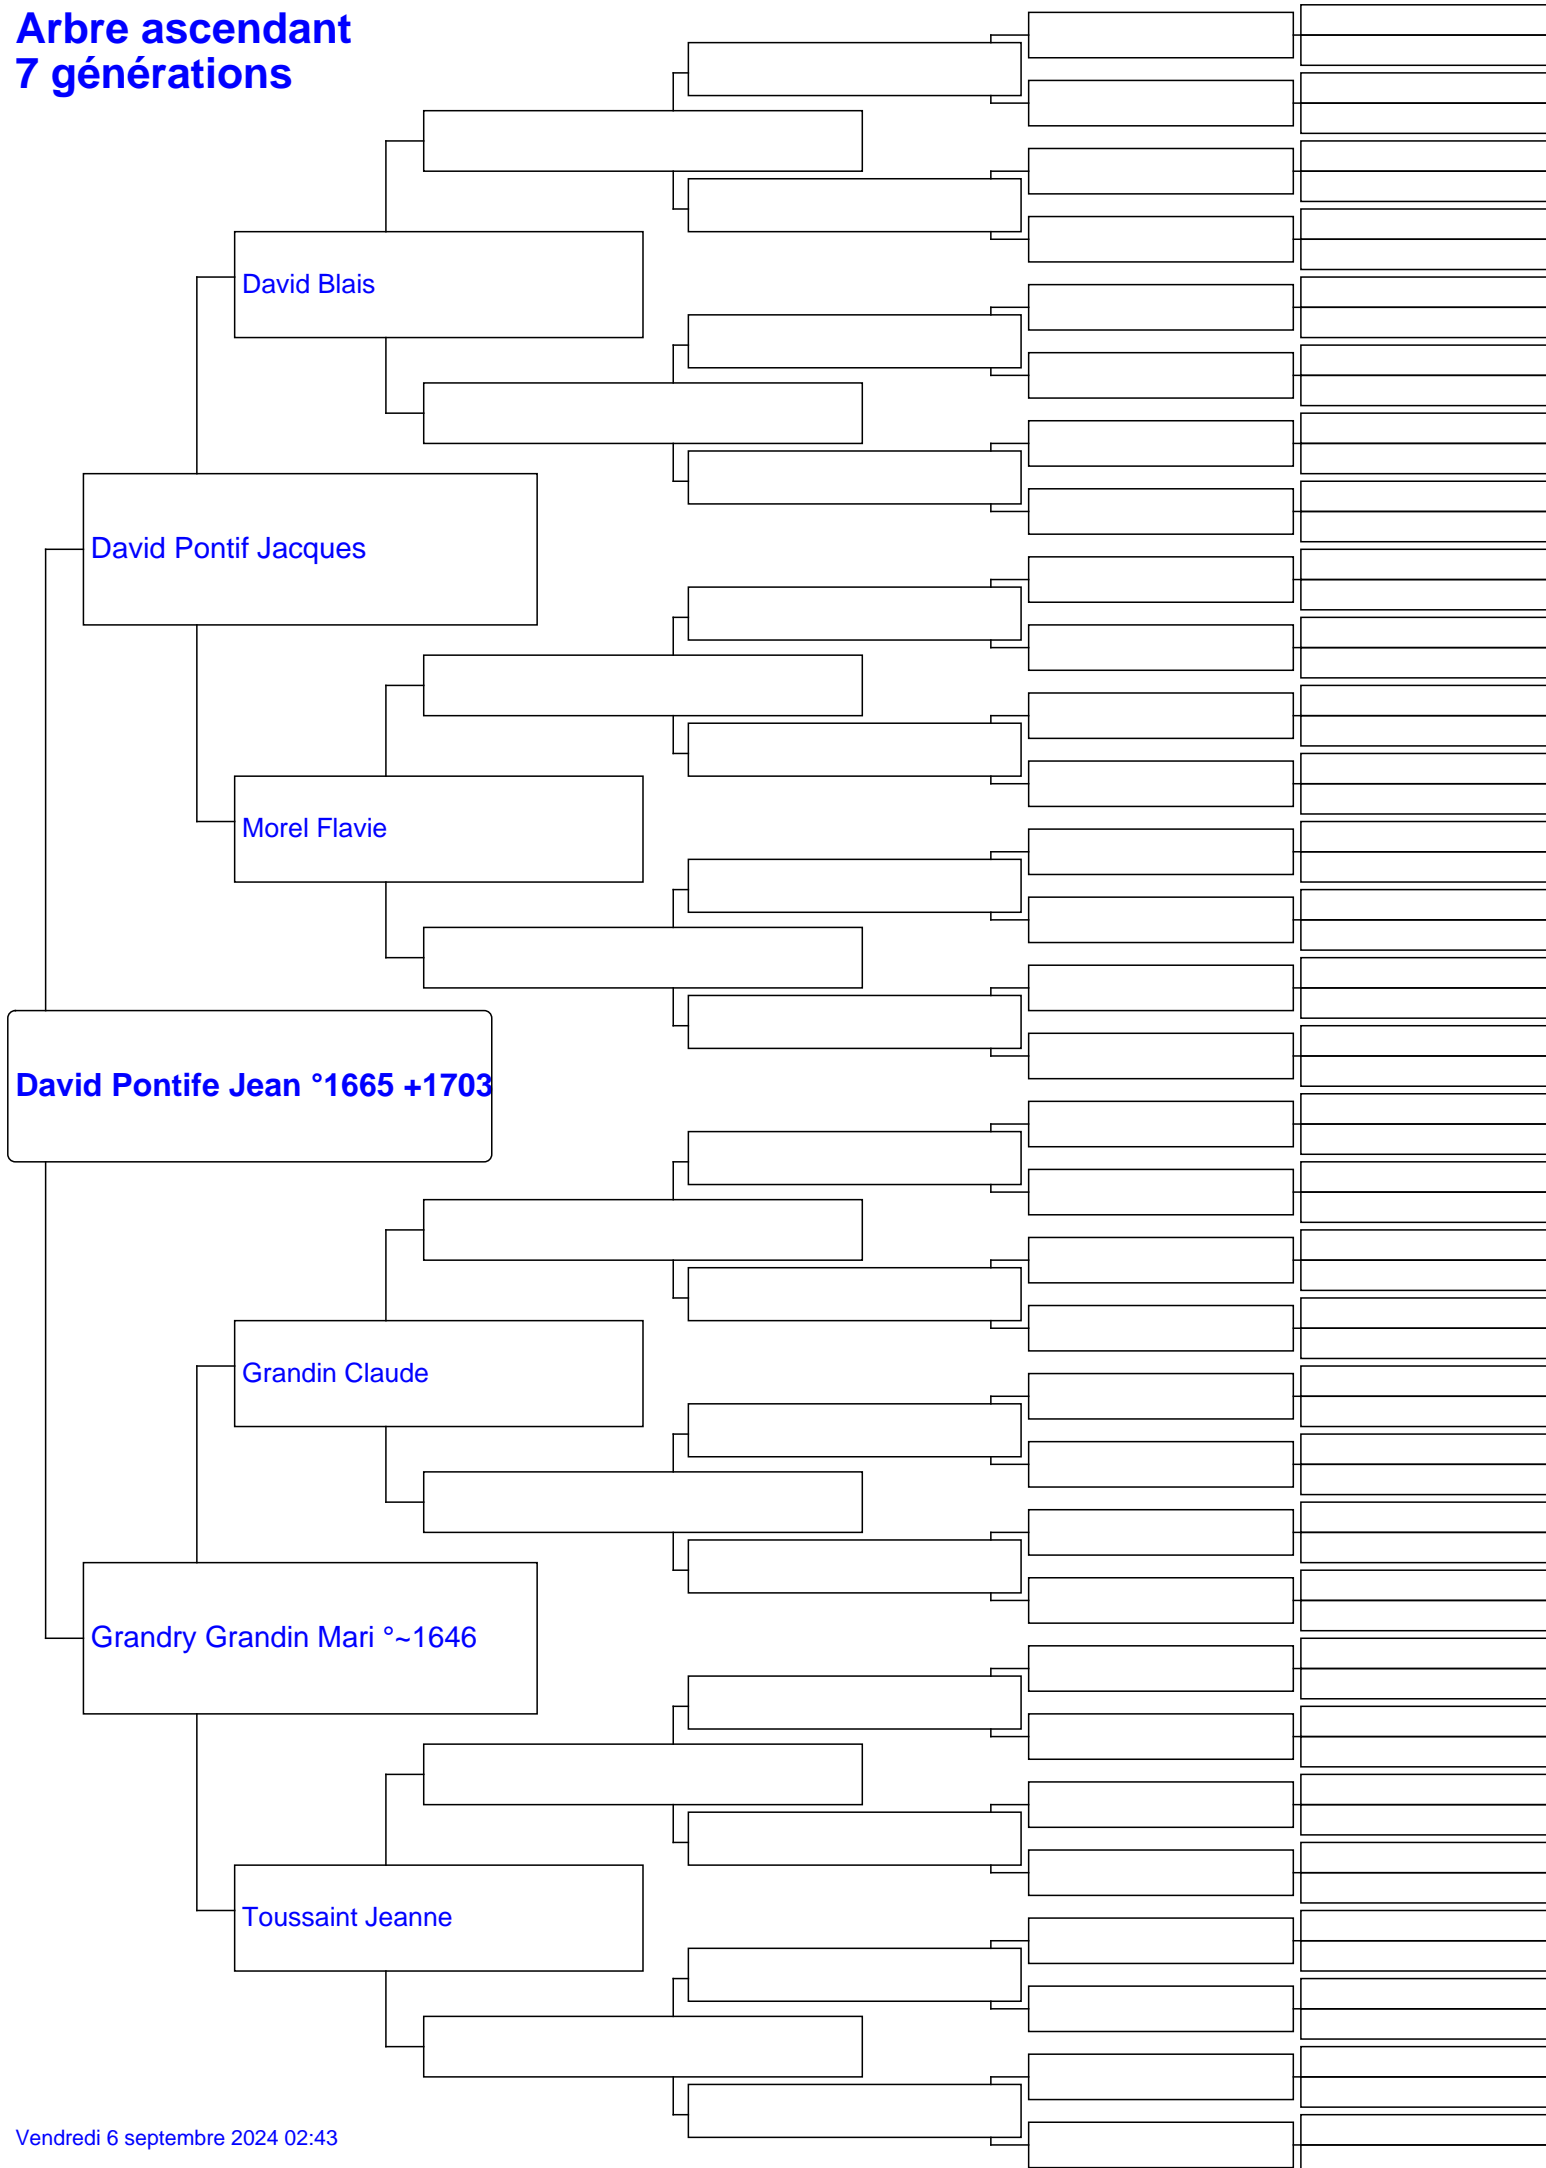 Arbre ascendant
7 générations
David Blais
David Pontif Jacques
Morel Flavie
David Pontife Jean °1665 +1703
Grandin Claude
Grandry Grandin Mari °~1646
Toussaint Jeanne
Vendredi 6 septembre 2024 02:43